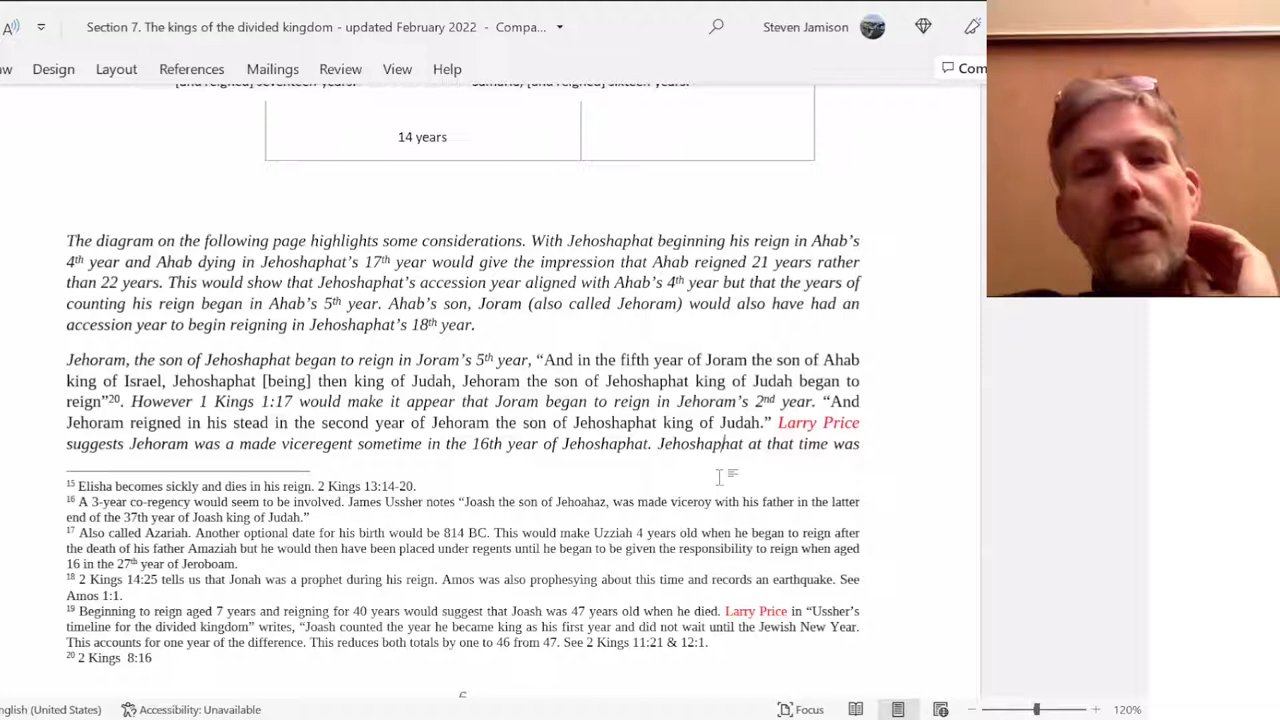 Section 7. The kings of the divided kingdom - updated February 2022 - Compa...
Steven Jamison
Design Layout References Mailings Review View Help
Com
[and reigned] seventeen years. Samaria, [and reigned] sixteen years.
14 years
The diagram on the following page highlights some considerations. With Jehoshaphat beginning his reign in Ahab's
4th year and Ahab dying in Jehoshaphat's 17th year would give the impression that Ahab reigned 21 years rather
than 22 years. This would show that Jehoshaphat's accession year aligned with Ahab's 4th year but that the years of
counting his reign began in Ahab's 5th year. Ahab's son, Joram (also called Jehoram) would also have had an
accession year to begin reigning in Jehoshaphat's 18th year.
Jehoram, the son of Jehoshaphat began to reign in Joram's 5th year, “And in the fifth year of Joram the son of Ahab
king of Israel, Jehoshaphat [being] then king of Judah, Jehoram the son of Jehoshaphat king of Judah began to
reign”20. However 1 Kings 1:17 would make it appear that Joram began to reign in Jehoram's 2nd year. “And
Jehoram reigned in his stead in the second year of Jehoram the son of Jehoshaphat king of Judah.” Larry Price
suggests Jehoram was a made viceregent sometime in the 16th year of Jehoshaphat. Jehoshaphat at that time was
15 Elisha becomes sickly and dies in his reign. 2 Kings 13:14-20.
16 A 3-year co-regency would seem to be involved. James Ussher notes “Joash the son of Jehoahaz, was made viceroy with his father in the latter
end of the 37th year of Joash king of Judah.”
17 Also called Azariah. Another optional date for his birth would be 814 BC. This would make Uzziah 4 years old when he began to reign after
the death of his father Amaziah but he would then have been placed under regents until he began to be given the responsibility to reign when aged
16 in the 27th year of Jeroboam.
18 2 Kings 14:25 tells us that Jonah was a prophet during his reign. Amos was also prophesying about this time and records an earthquake. See
Amos 1:1.
19 Beginning to reign aged 7 years and reigning for 40 years would suggest that Joash was 47 years old when he died. Larry Price in “Ussher's
timeline for the divided kingdom” writes, “Joash counted the year he became king as his first year and did not wait until the Jewish New Year.
This accounts for one year of the difference. This reduces both totals by one to 46 from 47. See 2 Kings 11:21 & 12:1.
20 2 Kings 8:16
nglish (United States) Accessibility: Unavailable Focus 120%